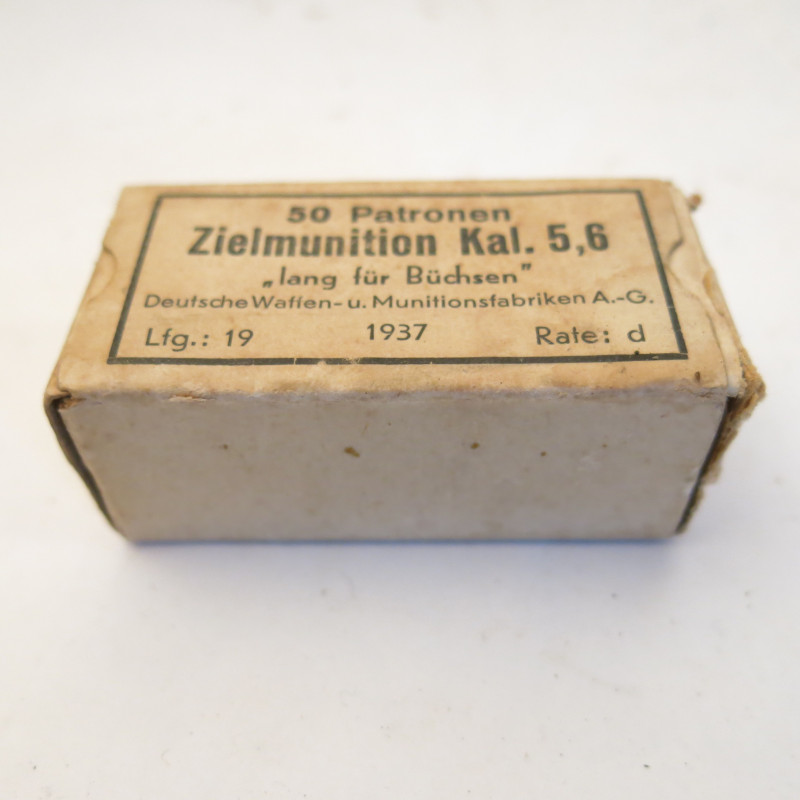 50 Patronen
Zielmunition Kal. 5,6
„lang für Büchsen”
Deutsche Waffen- u. Munitionsfabriken A.-G.
Lfg.: 19 1937 Rate: d